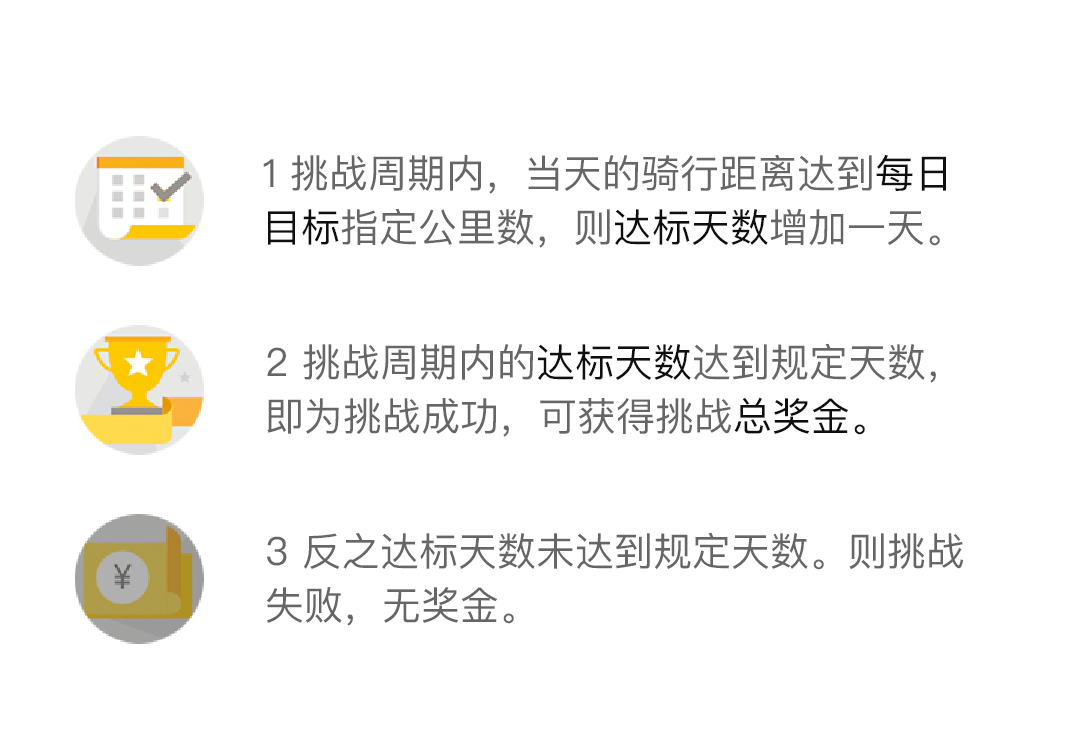 1 挑战周期内，当天的骑行距离达到每日
目标指定公里数，则达标天数增加一天。
2 挑战周期内的达标天数达到规定天数，
即为挑战成功，可获得挑战总奖金。
¥
3 反之达标天数未达到规定天数。则挑战
失败，无奖金。